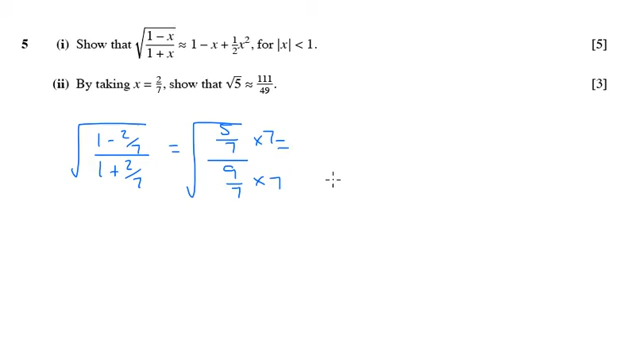 5 (i) Show that √((1 − x)/(1 + x)) ≈ 1 − x + ½x², for |x| < 1. [5]
(ii) By taking x = 2/7, show that √5 ≈ 111/49. [3]
√((1 − 2/7)/(1 + 2/7)) = √((5/7 × 7)/(9/7 × 7)) =